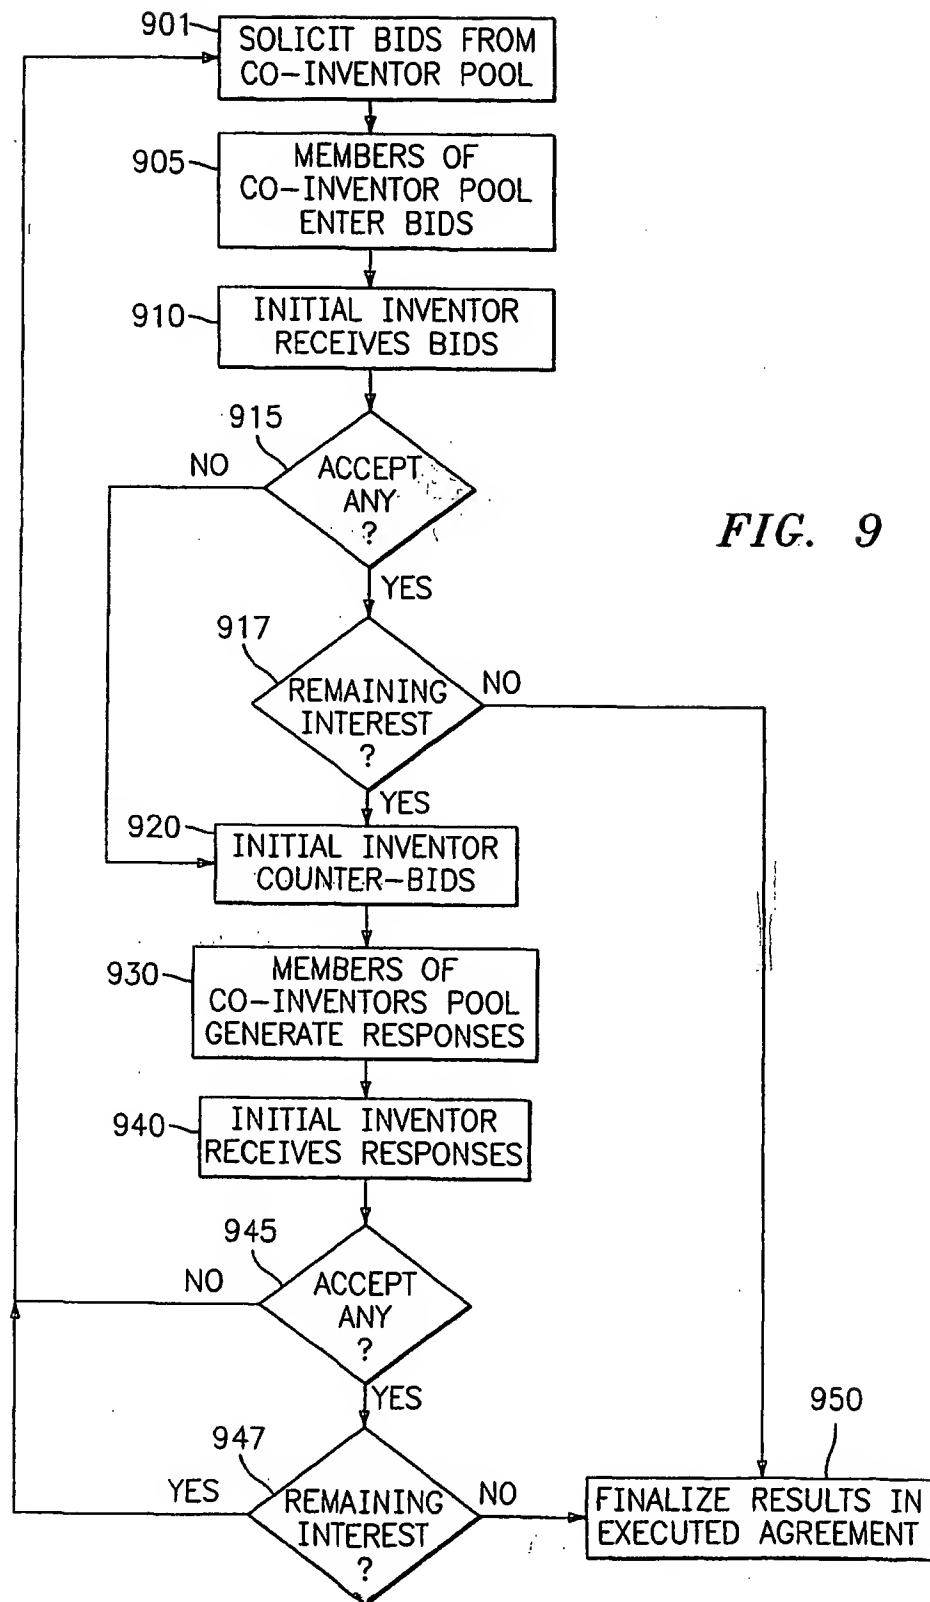 901
SOLICIT BIDS FROM
CO-INVENTOR POOL
905
MEMBERS OF
CO-INVENTOR POOL
ENTER BIDS
910
INITIAL INVENTOR
RECEIVES BIDS
915
NO
ACCEPT
ANY
?
YES
FIG. 9
917
REMAINING
INTEREST
?
NO
YES
920
INITIAL INVENTOR
COUNTER-BIDS
930
MEMBERS OF
CO-INVENTORS POOL
GENERATE RESPONSES
940
INITIAL INVENTOR
RECEIVES RESPONSES
945
NO
ACCEPT
ANY
?
YES
947
YES
REMAINING
INTEREST
?
NO
950
FINALIZE RESULTS IN
EXECUTED AGREEMENT